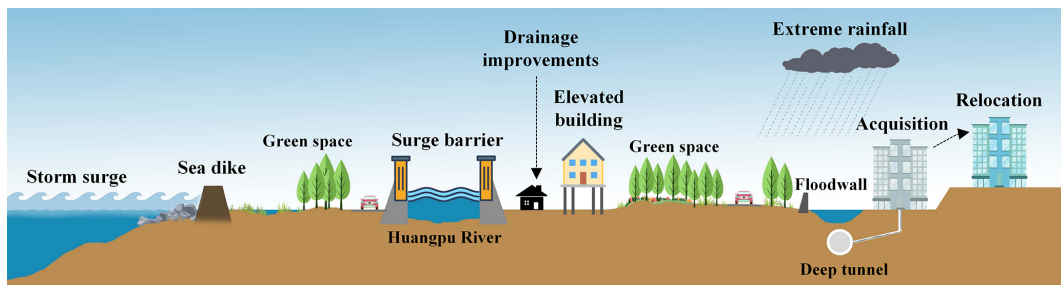 Storm surge
Sea dike
Green space
Surge barrier
Huangpu River
Drainage
improvements
Elevated
building
Green space
Extreme rainfall
Floodwall
Deep tunnel
Acquisition
Relocation